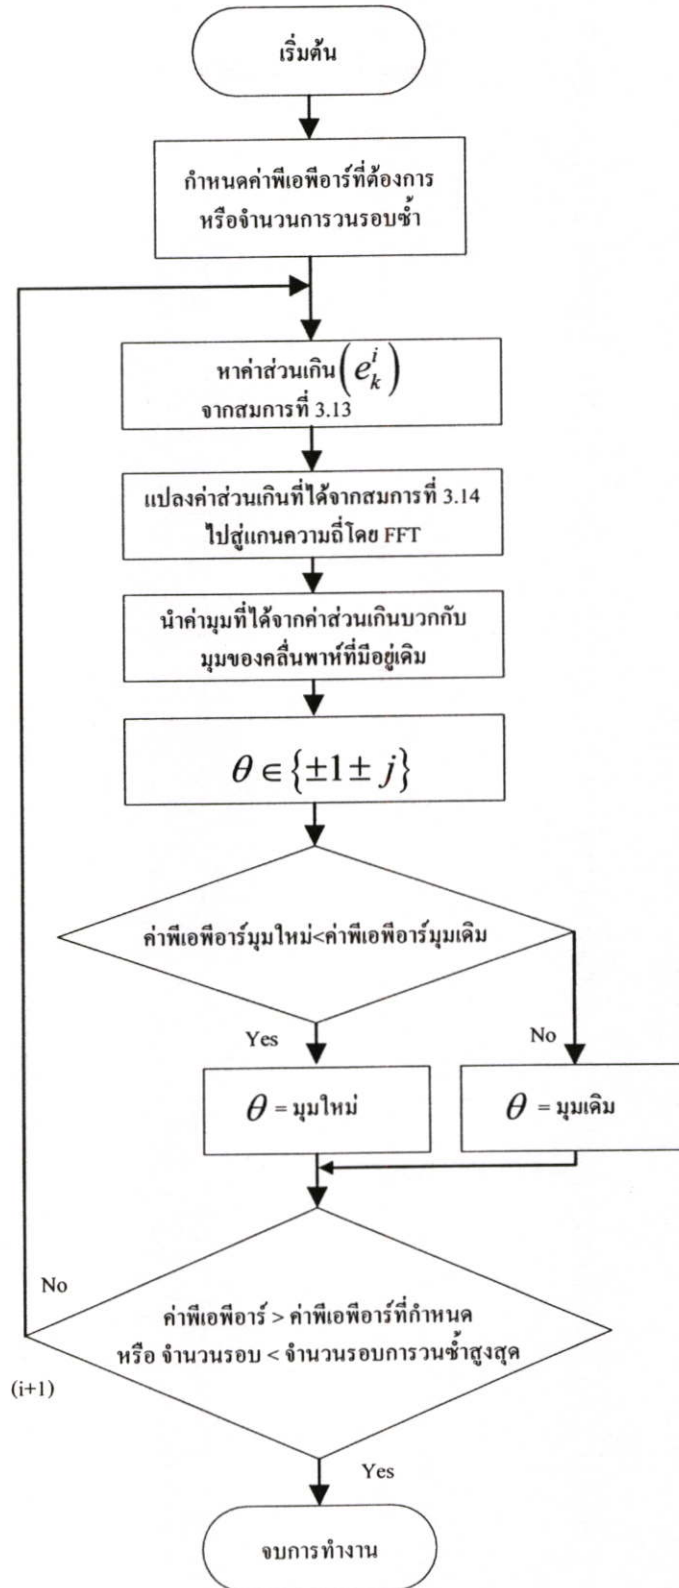 เริ่มต้น
กำหนดค่าพีเอพีอาร์ที่ต้องการ
หรือจำนวนการวนรอบซ้ำ
หาค่าส่วนเกิน $\left(e_k^i\right)$
จากสมการที่ 3.13
แปลงค่าส่วนเกินที่ได้จากสมการที่ 3.14
ไปสู่แกนความถี่โดย FFT
นำค่ามุมที่ได้จากค่าส่วนเกินบวกกับ
มุมของคลื่นพาห์ที่มีอยู่เดิม
θ ∈ {±1 ± j}
ค่าพีเอพีอาร์มุมใหม่<ค่าพีเอพีอาร์มุมเดิม
Yes
No
θ = มุมใหม่
θ = มุมเดิม
No
ค่าพีเอพีอาร์ > ค่าพีเอพีอาร์ที่กำหนด
หรือ จำนวนรอบ < จำนวนรอบการวนซ้ำสูงสุด
(i+1)
Yes
จบการทำงาน